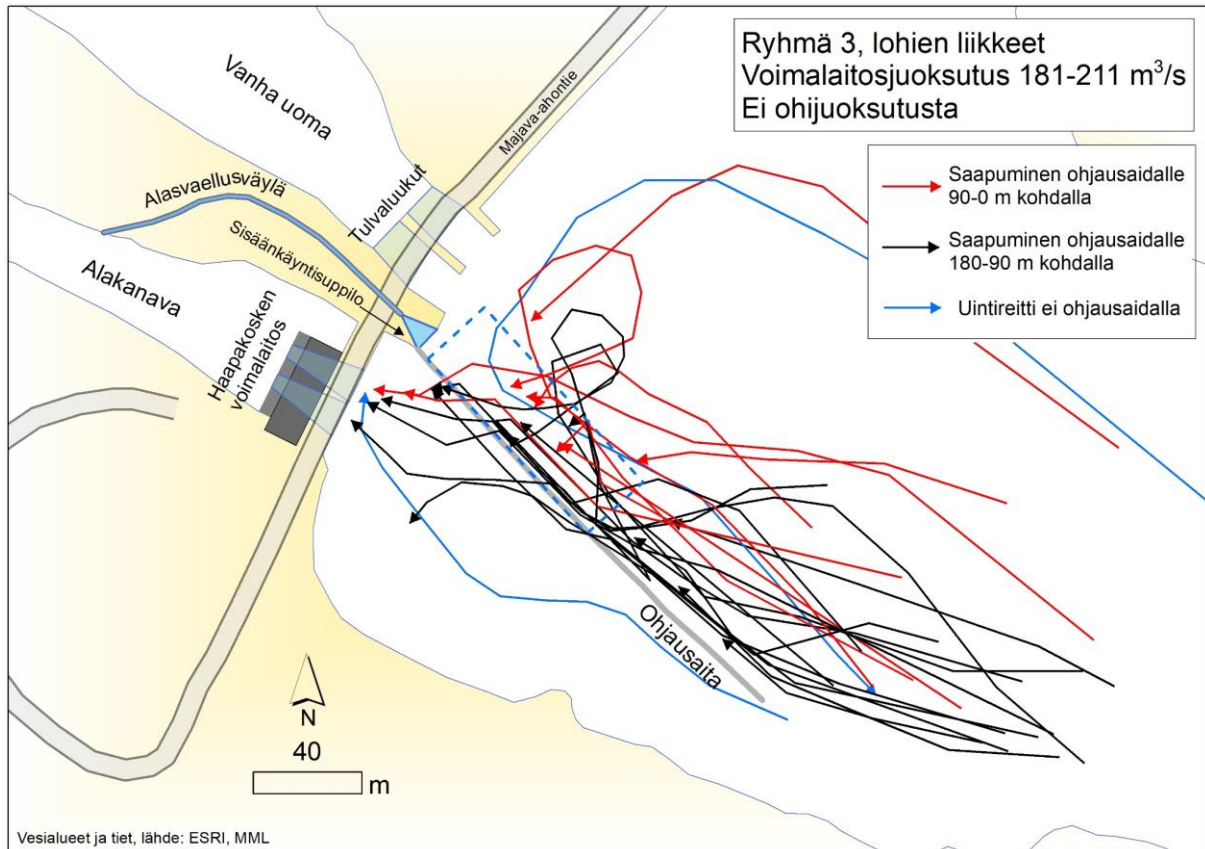 Ryhmä 3, lohien liikkeet
Voimalaitosjuoksutus 181-211 m³/s
Ei ohijuoksutusta
Saapuminen ohjausaidalle
90-0 m kohdalla
Saapuminen ohjausaidalle
180-90 m kohdalla
Uintireitti ei ohjausaidalla
Vanha uoma
Majava-ahontie
Alasvaellusväylä
Tulvaluukut
Sisäänkäyntisuppilo
Alakanava
Haapakosken
voimalaitos
Ohjausaita
N
40
m
Vesialueet ja tiet, lähde: ESRI, MML